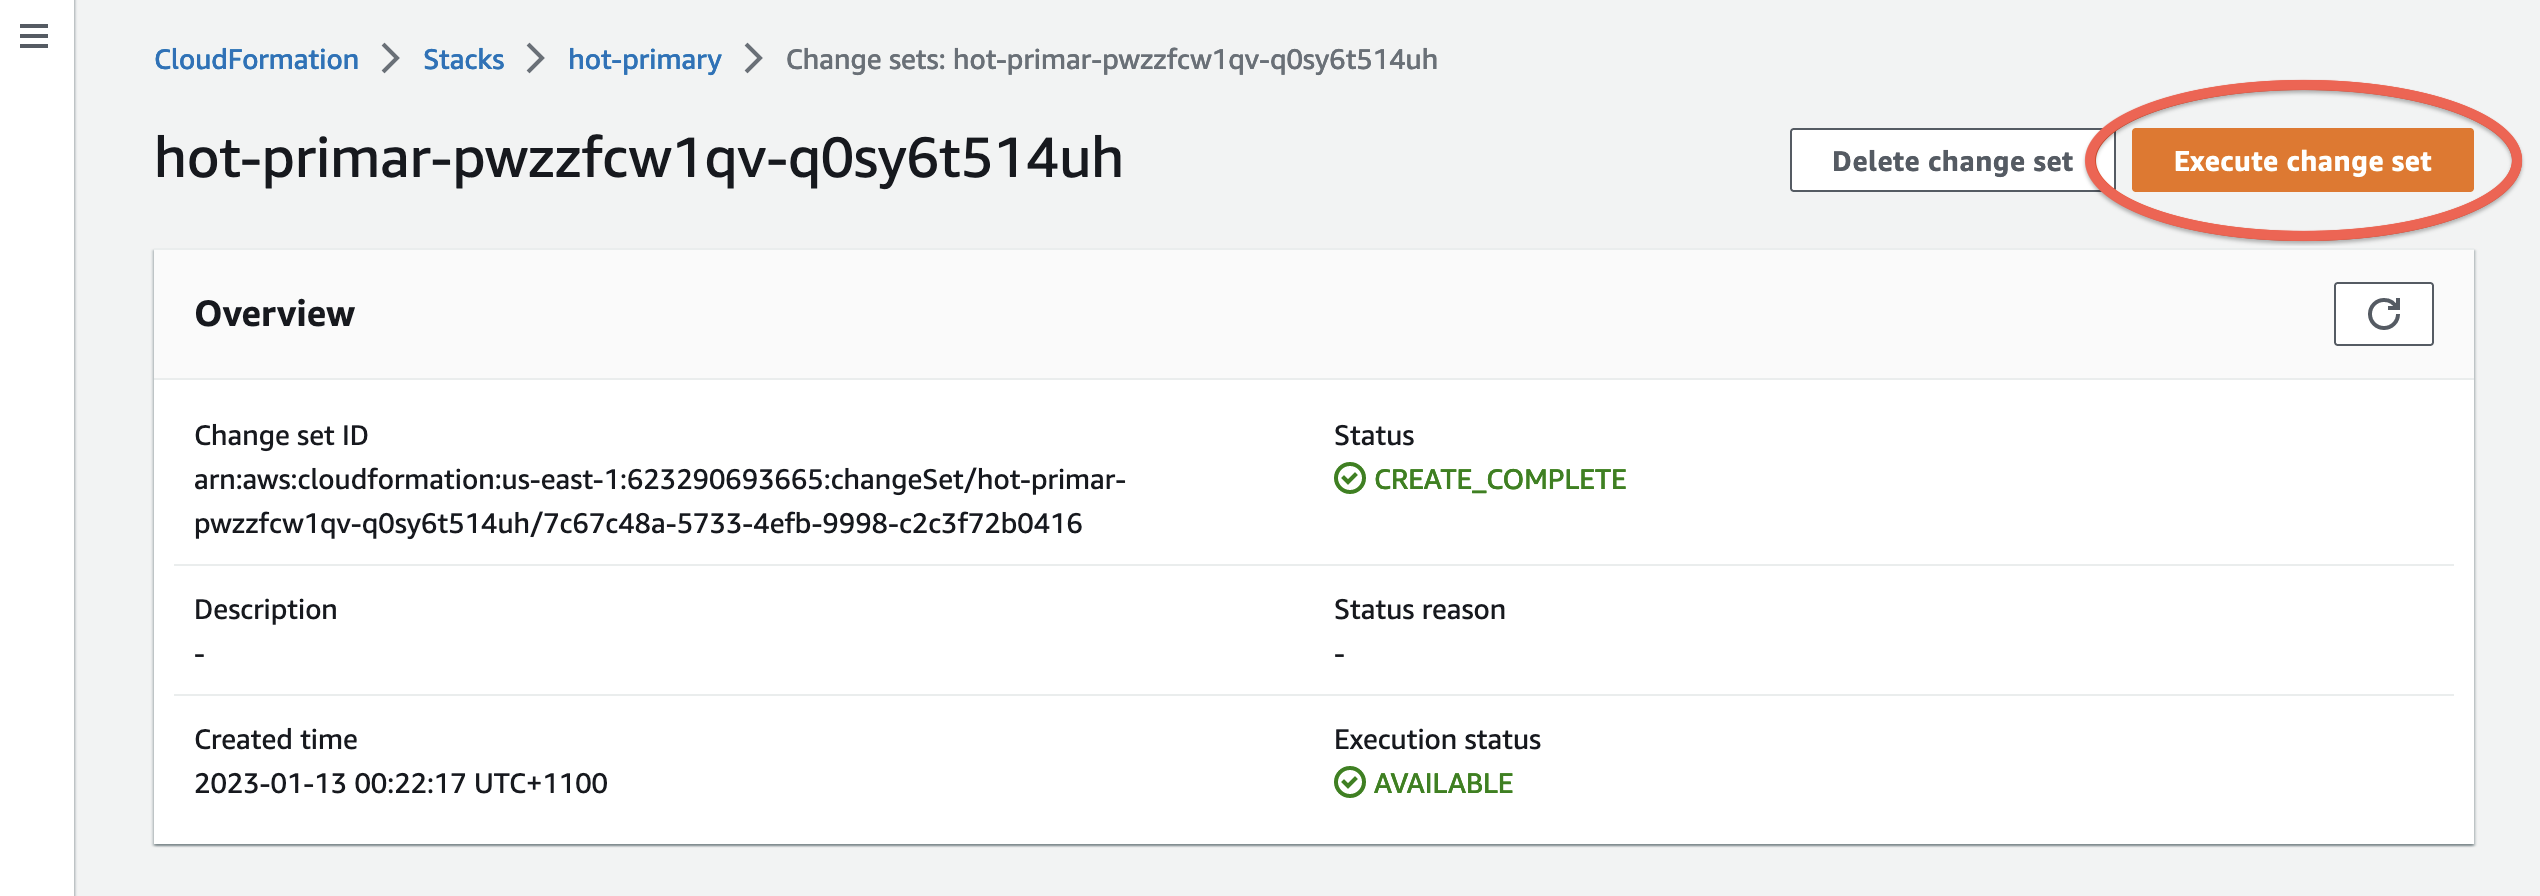 CloudFormation > Stacks > hot-primary > Change sets: hot-primar-pwzzfcw1qv-q0sy6t514uh
hot-primar-pwzzfcw1qv-q0sy6t514uh
Delete change set
Execute change set
Overview
Change set ID
arn:aws:cloudformation:us-east-1:623290693665:changeSet/hot-primar-
pwzzfcw1qv-q0sy6t514uh/7c67c48a-5733-4efb-9998-c2c3f72b0416
Status
CREATE_COMPLETE
Description
-
Status reason
-
Created time
2023-01-13 00:22:17 UTC+1100
Execution status
AVAILABLE